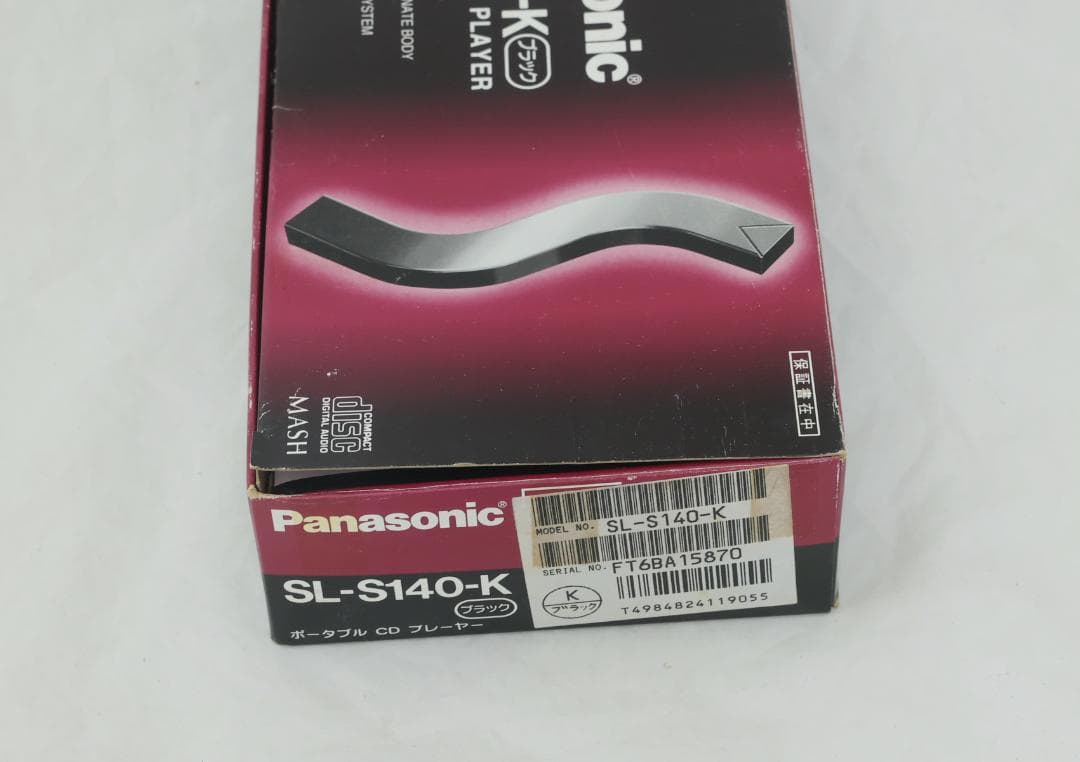 onic®
-K ブラック
PLAYER
NATE BODY
SYSTEM
保証書在中
COMPACT
disc
DIGITAL AUDIO
MASH
Panasonic®
SL-S140-K
ブラック
ポータブル CD プレーヤー
MODEL NO. SL-S140-K
SERIAL NO. FT6BA15870
K
ブラック
T4984824119055